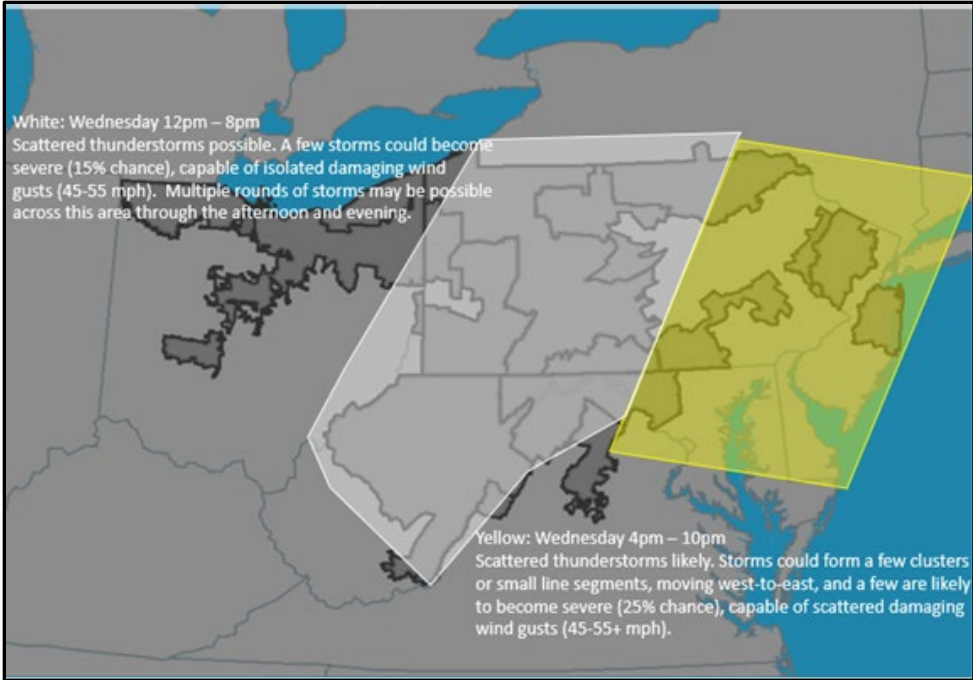 White: Wednesday 12pm – 8pm
Scattered thunderstorms possible. A few storms could become
severe (15% chance), capable of isolated damaging wind
gusts (45-55 mph).  Multiple rounds of storms may be possible
across this area through the afternoon and evening.
Yellow: Wednesday 4pm – 10pm
Scattered thunderstorms likely. Storms could form a few clusters
or small line segments, moving west-to-east, and a few are likely
to become severe (25% chance), capable of scattered damaging
wind gusts (45-55+ mph).